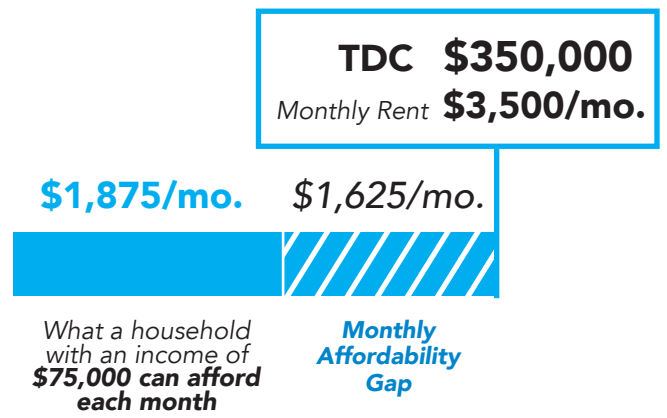 TDC $350,000
Monthly Rent $3,500/mo.
$1,875/mo.
$1,625/mo.
What a household
with an income of
$75,000 can afford
each month
Monthly
Affordability
Gap